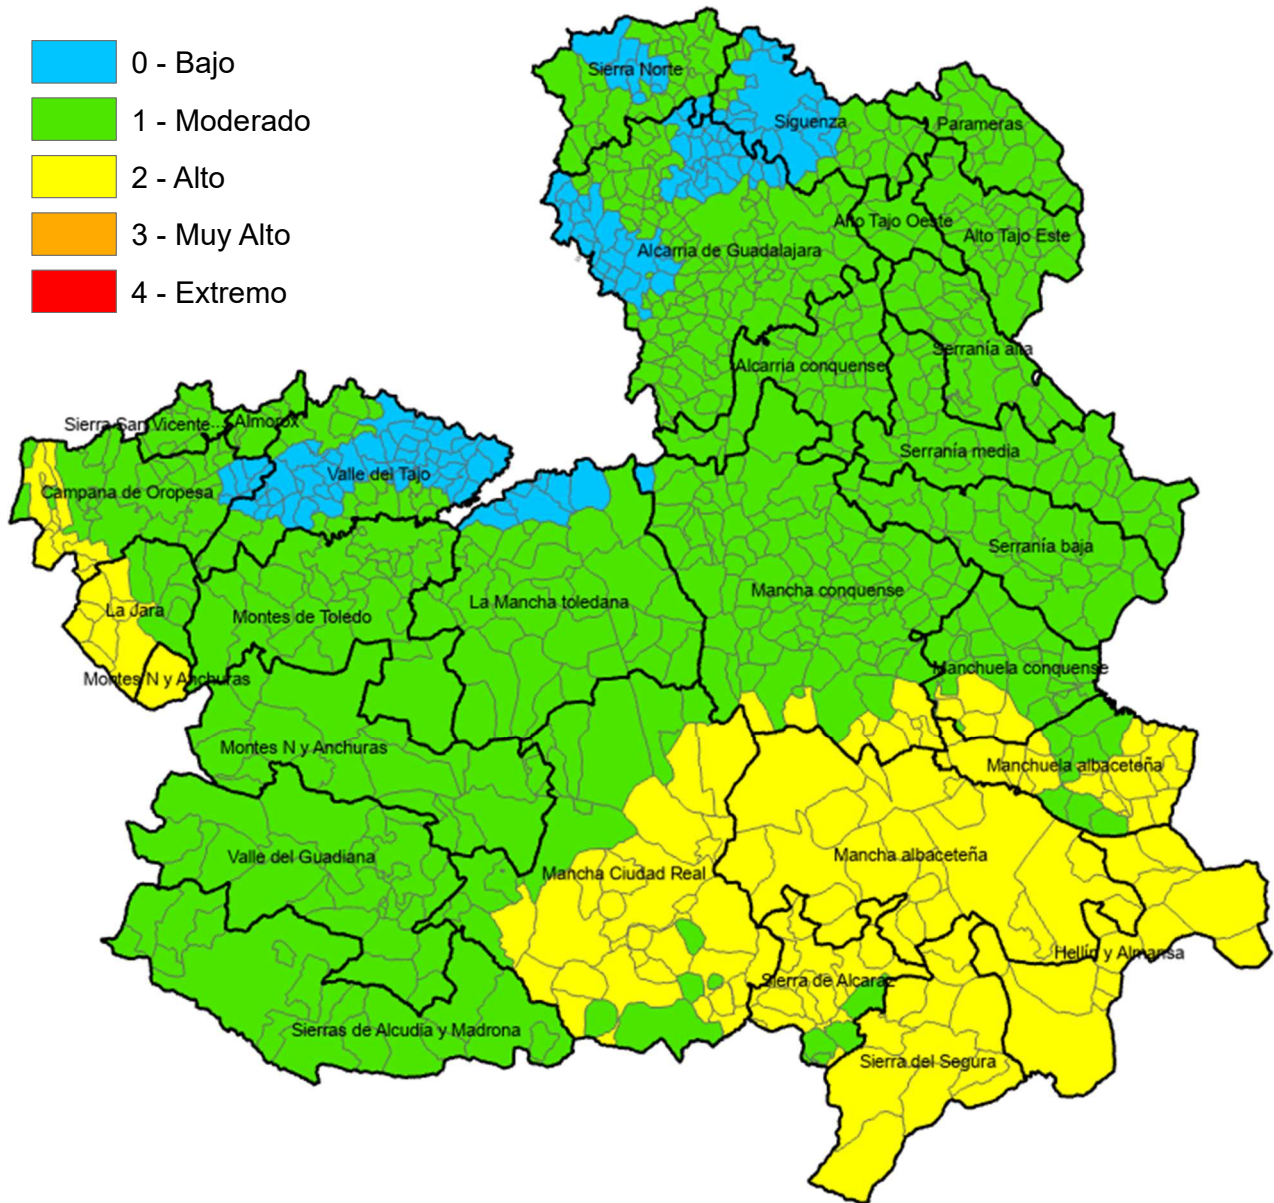 0 - Bajo
1 - Moderado
2 - Alto
3 - Muy Alto
4 - Extremo
Sierra Norte
Siguenza
Parameras
Alto Tajo Oeste
Alto Tajo Este
Alcarria de Guadalajara
Serranía alta
Alcarria conquense
Sierra San Vicente...
Almorox
Serranía media
Valle del Tajo
Campana de Oropesa
Serranía baja
Mancha conquense
La Mancha toledana
La Jara
Montes de Toledo
Manchuela conquense
Montes N y Anchuras
Montes N y Anchuras
Manchuela albaceteña
Mancha albaceteña
Valle del Guadiana
Mancha Ciudad Real
Hellín y Almansa
Sierra de Alcaraz
Sierras de Alcudia y Madrona
Sierra del Segura